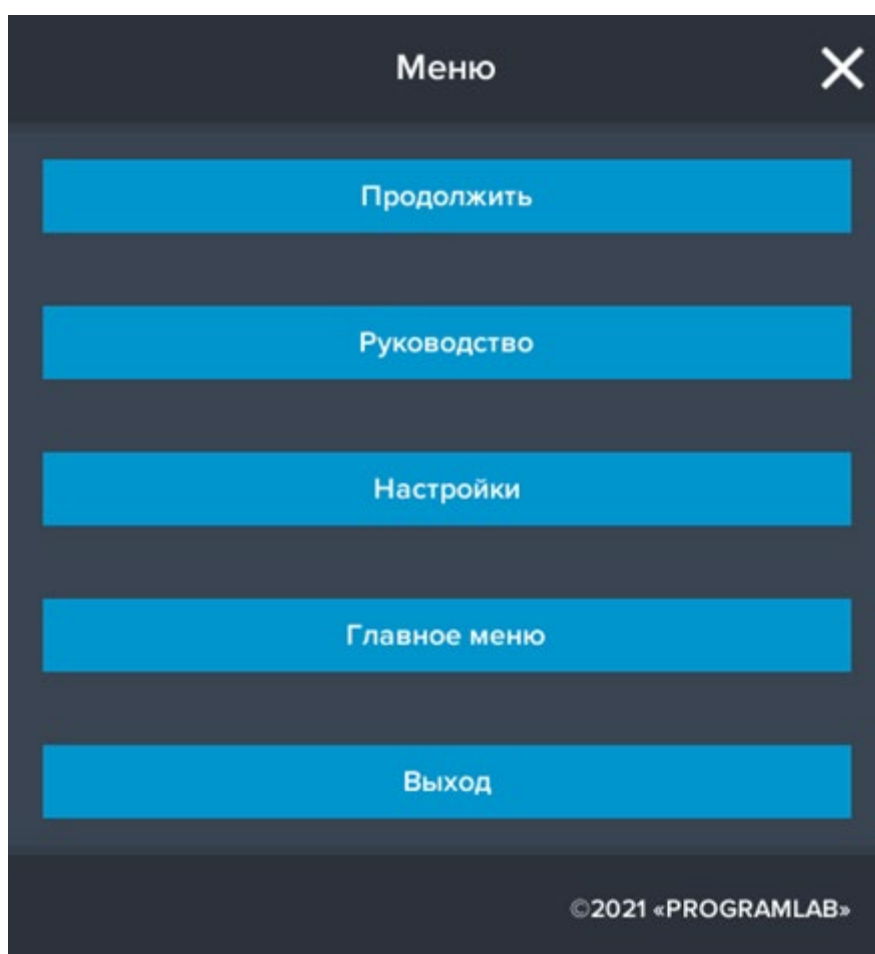 Меню
Продолжить
Руководство
Настройки
Главное меню
Выход
©2021 «PROGRAMLAB»